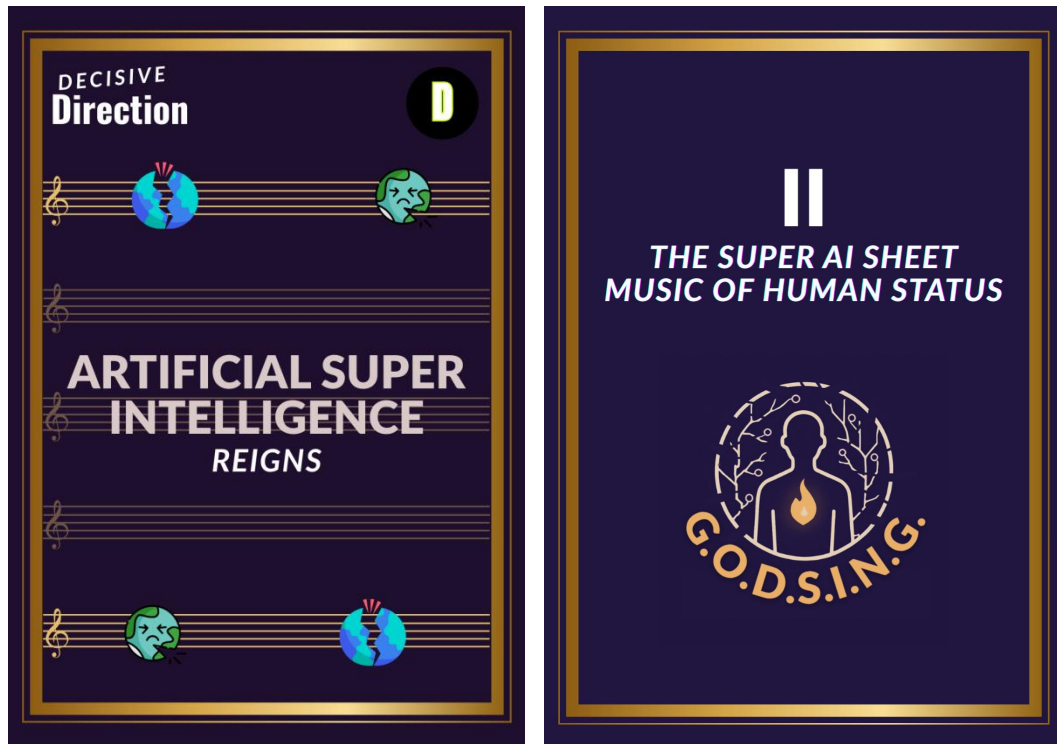 DECISIVE
Direction
D
ARTIFICIAL SUPER
INTELLIGENCE
REIGNS
II
THE SUPER AI SHEET
MUSIC OF HUMAN STATUS
G.O.D.S.I.N.G.